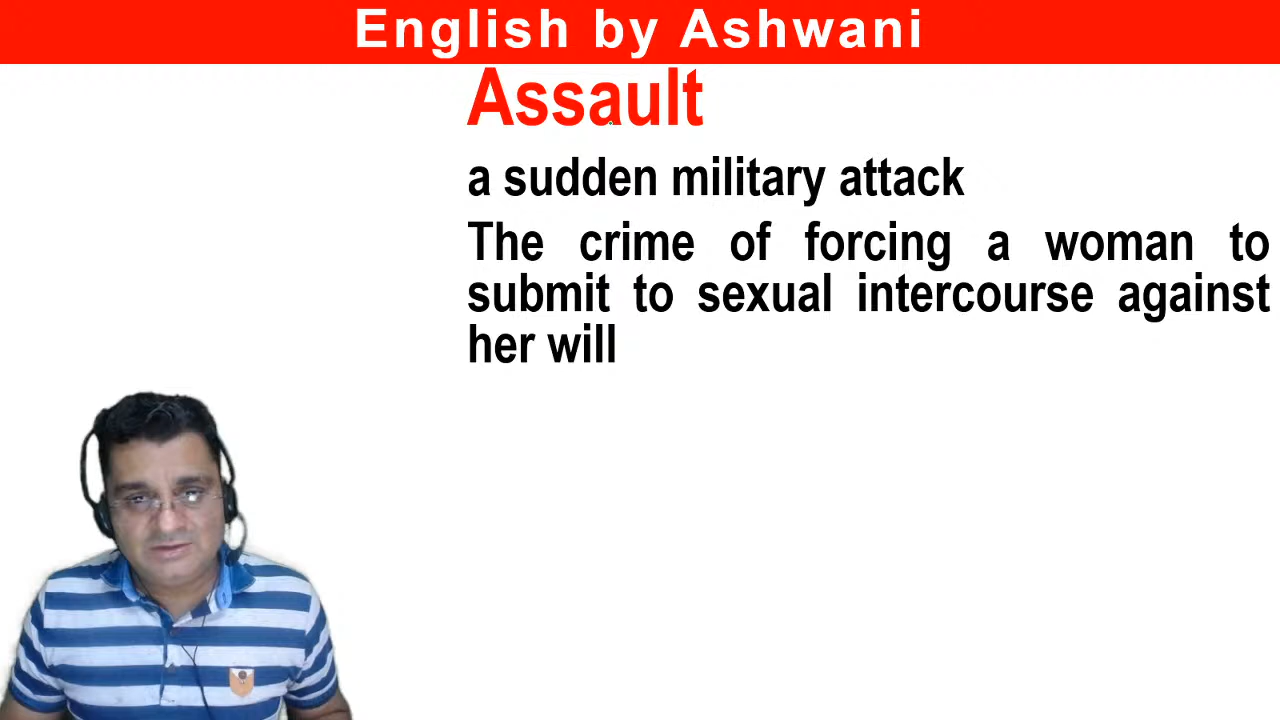 English by Ashwani
Assault
a sudden military attack
The crime of forcing a woman to
submit to sexual intercourse against
her will